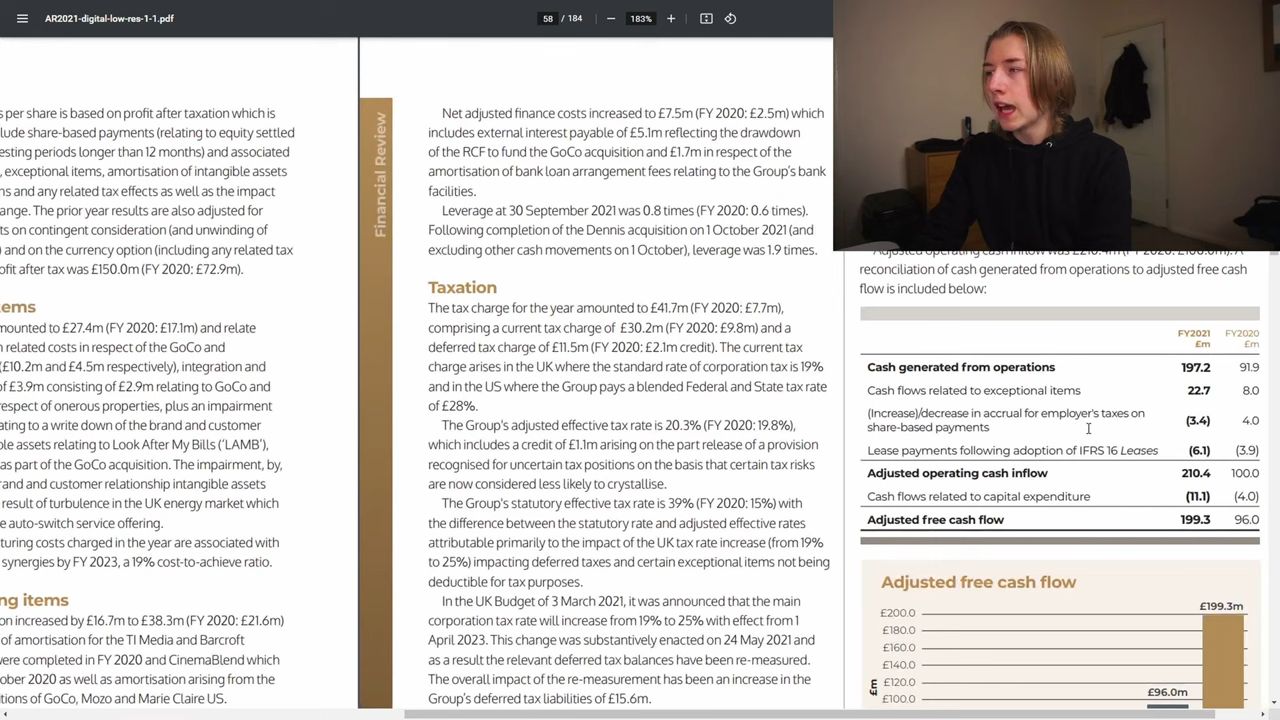 AR2021-digital-low-res-1-1.pdf
58 / 184
183%
s per share is based on profit after taxation which is
lude share-based payments (relating to equity settled
esting periods longer than 12 months) and associated
, exceptional items, amortisation of intangible assets
ns and any related tax effects as well as the impact
ange. The prior year results are also adjusted for
ts on contingent consideration (and unwinding of
) and on the currency option (including any related tax
ofit after tax was £150.0m (FY 2020: £72.9m).
ems
mounted to £27.4m (FY 2020: £17.1m) and relate
n related costs in respect of the GoCo and
(£10.2m and £4.5m respectively), integration and
of £3.9m consisting of £2.9m relating to GoCo and
respect of onerous properties, plus an impairment
ating to a write down of the brand and customer
ble assets relating to Look After My Bills ('LAMB'),
as part of the GoCo acquisition. The impairment, by,
rand and customer relationship intangible assets
result of turbulence in the UK energy market which
e auto-switch service offering.
turing costs charged in the year are associated with
synergies by FY 2023, a 19% cost-to-achieve ratio.
ng items
on increased by £16.7m to £38.3m (FY 2020: £21.6m)
of amortisation for the TI Media and Barcroft
were completed in FY 2020 and CinemaBlend which
ober 2020 as well as amortisation arising from the
itions of GoCo, Mozo and Marie Claire US.
Financial Review
Net adjusted finance costs increased to £7.5m (FY 2020: £2.5m) which
includes external interest payable of £5.1m reflecting the drawdown
of the RCF to fund the GoCo acquisition and £1.7m in respect of the
amortisation of bank loan arrangement fees relating to the Group's bank
facilities.
Leverage at 30 September 2021 was 0.8 times (FY 2020: 0.6 times).
Following completion of the Dennis acquisition on 1 October 2021 (and
excluding other cash movements on 1 October), leverage was 1.9 times.
Taxation
The tax charge for the year amounted to £41.7m (FY 2020: £7.7m),
comprising a current tax charge of £30.2m (FY 2020: £9.8m) and a
deferred tax charge of £11.5m (FY 2020: £2.1m credit). The current tax
charge arises in the UK where the standard rate of corporation tax is 19%
and in the US where the Group pays a blended Federal and State tax rate
of £28%.
The Group's adjusted effective tax rate is 20.3% (FY 2020: 19.8%),
which includes a credit of £1.1m arising on the part release of a provision
recognised for uncertain tax positions on the basis that certain tax risks
are now considered less likely to crystallise.
The Group's statutory effective tax rate is 39% (FY 2020: 15%) with
the difference between the statutory rate and adjusted effective rates
attributable primarily to the impact of the UK tax rate increase (from 19%
to 25%) impacting deferred taxes and certain exceptional items not being
deductible for tax purposes.
In the UK Budget of 3 March 2021, it was announced that the main
corporation tax rate will increase from 19% to 25% with effect from 1
April 2023. This change was substantively enacted on 24 May 2021 and
as a result the relevant deferred tax balances have been re-measured.
The overall impact of the re-measurement has been an increase in the
Group's deferred tax liabilities of £15.6m.
Adjusted operating cash inflow was £210.4m (FY 2020: £100.0m). A
reconciliation of cash generated from operations to adjusted free cash
flow is included below:
FY2021 FY2020
£m £m
Cash generated from operations 197.2 91.9
Cash flows related to exceptional items 22.7 8.0
(Increase)/decrease in accrual for employer's taxes on
share-based payments (3.4) 4.0
Lease payments following adoption of IFRS 16 Leases (6.1) (3.9)
Adjusted operating cash inflow 210.4 100.0
Cash flows related to capital expenditure (11.1) (4.0)
Adjusted free cash flow 199.3 96.0
Adjusted free cash flow
£199.3m
£200.0
£180.0
£160.0
£140.0
£120.0
£100.0
£m
£96.0m